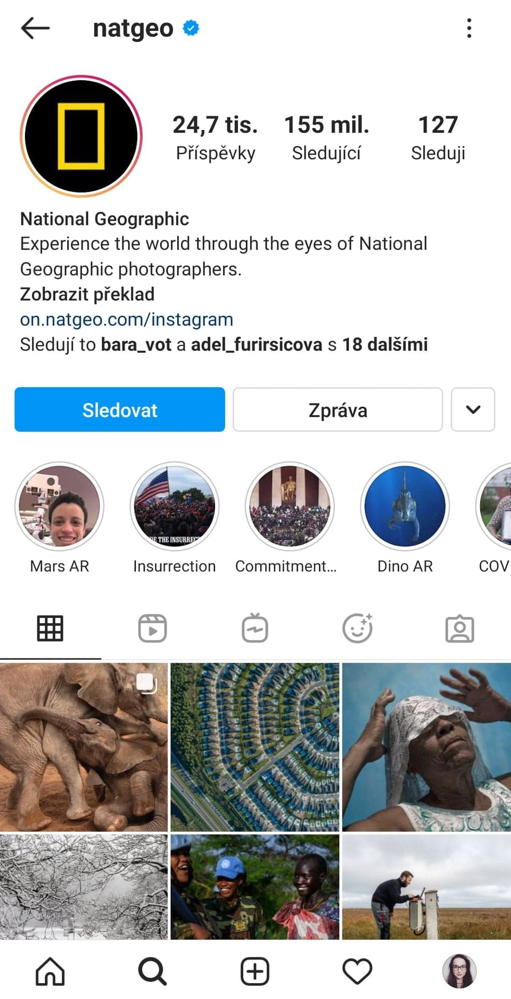 natgeo
24,7 tis.
155 mil.
127
Příspěvky
Sledující
Sleduji
National Geographic
Experience the world through the eyes of National
Geographic photographers.
Zobrazit překlad
on.natgeo.com/instagram
Sledují to bara_vot a adel_furirsicova s 18 dalšími
Sledovat
Zpráva
THE INSURREC
Mars AR
Insurrection
Commitment...
Dino AR
COV